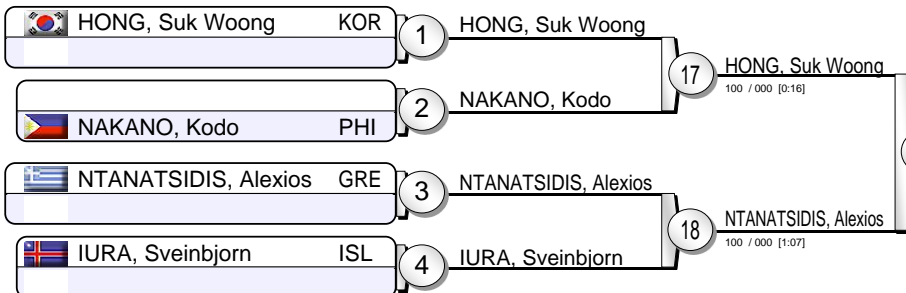 HONG, Suk Woong KOR
1
HONG, Suk Woong
17
HONG, Suk Woong
100 / 000 [0:16]
2
NAKANO, Kodo
NAKANO, Kodo PHI
NTANATSIDIS, Alexios GRE
3
NTANATSIDIS, Alexios
18
NTANATSIDIS, Alexios
100 / 000 [1:07]
IURA, Sveinbjorn ISL
4
IURA, Sveinbjorn